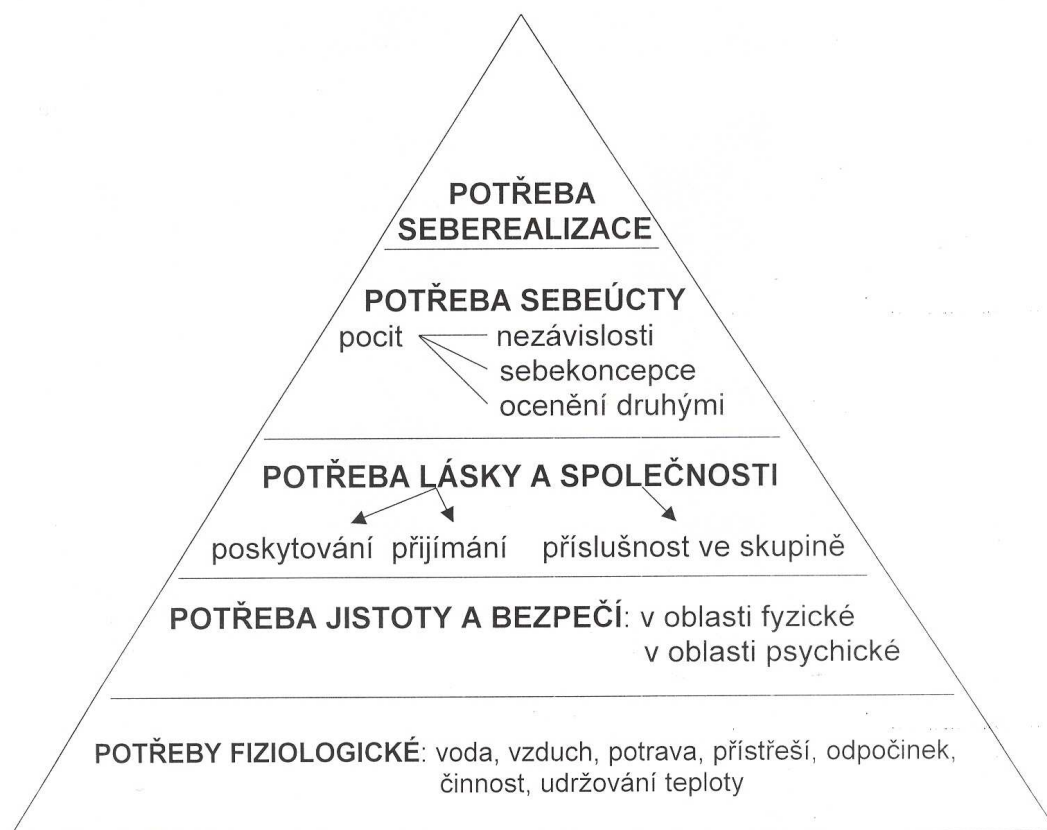 POTŘEBA
SEBEREALIZACE
POTŘEBA SEBEÚCTY
pocit nezávislosti
sebekoncepce
ocenění druhými
POTŘEBA LÁSKY A SPOLEČNOSTI
poskytování přijímání příslušnost ve skupině
POTŘEBA JISTOTY A BEZPEČÍ: v oblasti fyzické
v oblasti psychické
POTŘEBY FIZIOLOGICKÉ: voda, vzduch, potrava, přístřeší, odpočinek,
činnost, udržování teploty